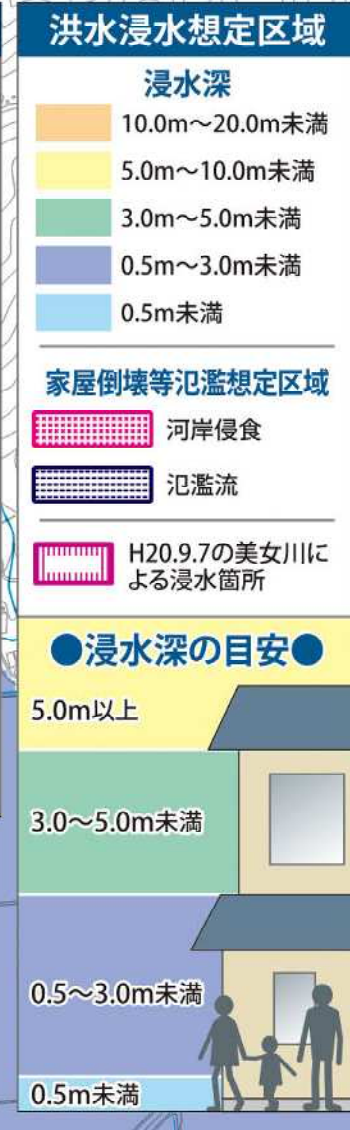 洪水浸水想定区域
浸水深
10.0m～20.0m未満
5.0m～10.0m未満
3.0m～5.0m未満
0.5m～3.0m未満
0.5m未満
家屋倒壊等氾濫想定区域
河岸侵食
氾濫流
H20.9.7の美女川に
よる浸水箇所
●浸水深の目安●
5.0m以上
3.0～5.0m未満
0.5～3.0m未満
0.5m未満